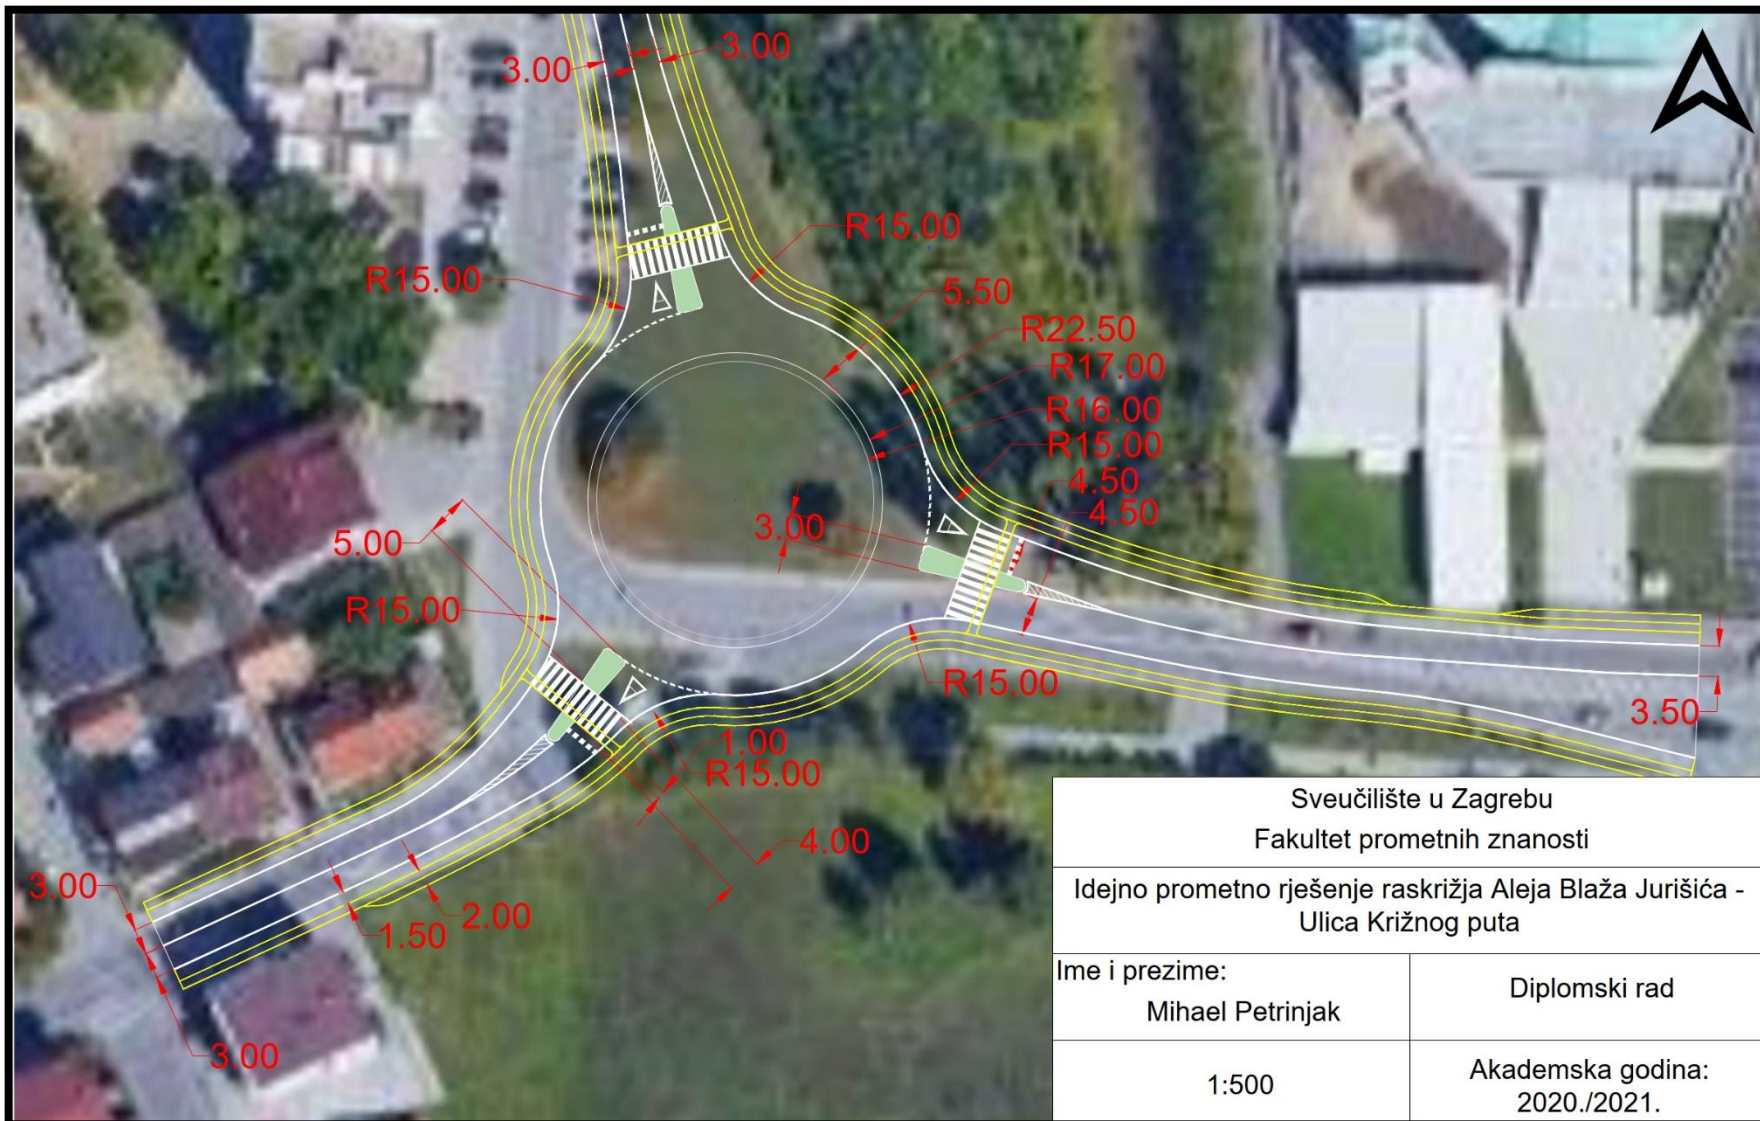 3.00
3.00
R15.00
R15.00
5.50
R22.50
R17.00
R16.00
R15.00
4.50
4.50
3.00
5.00
R15.00
R15.00
3.50
1.00
R15.00
4.00
3.00
2.00
1.50
3.00
Sveučilište u Zagrebu
Fakultet prometnih znanosti
Idejno prometno rješenje raskrižja Aleja Blaža Jurišića -
Ulica Križnog puta
Ime i prezime:
Mihael Petrinjak
Diplomski rad
1:500
Akademska godina:
2020./2021.